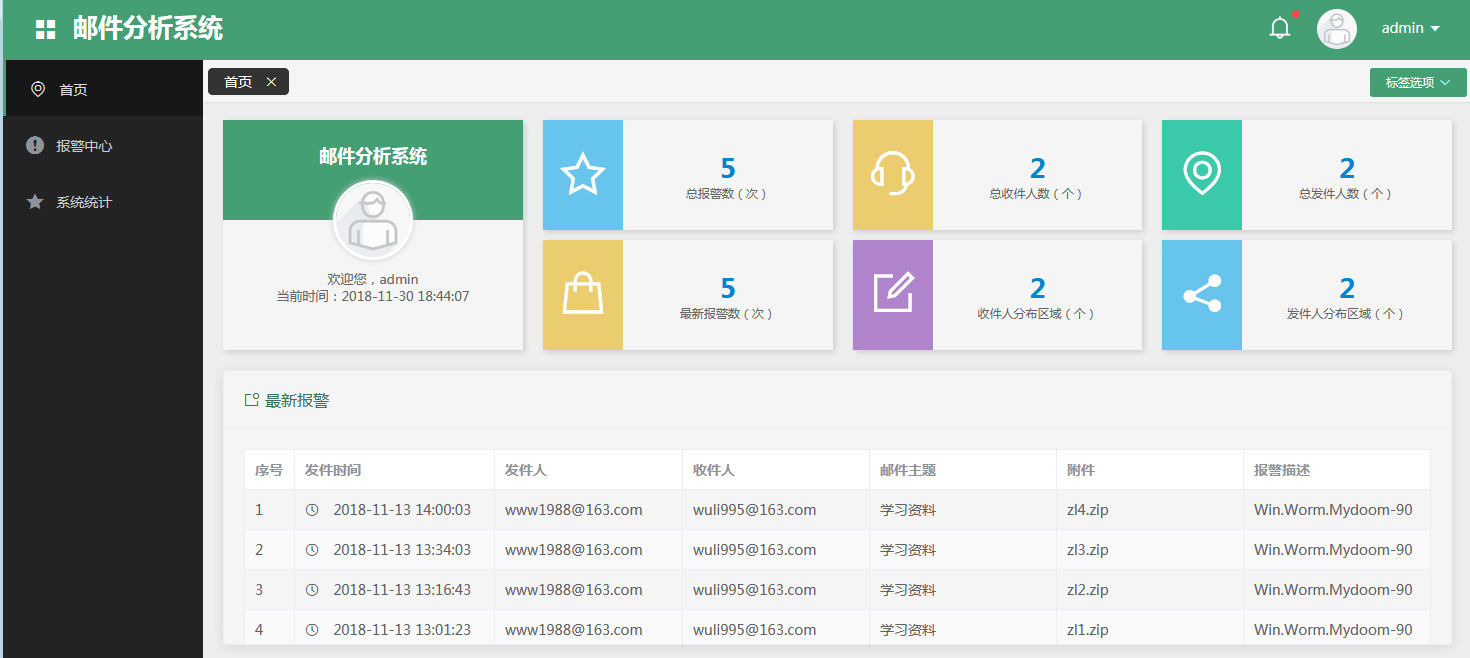 邮件分析系统
admin
首页
报警中心
系统统计
首页
标签选项
邮件分析系统
欢迎您，admin
当前时间：2018-11-30 18:44:07
5
总报警数（次）
2
总收件人数（个）
2
总发件人数（个）
5
最新报警数（次）
2
收件人分布区域（个）
2
发件人分布区域（个）
最新报警
序号 发件时间 发件人 收件人 邮件主题 附件 报警描述
1 2018-11-13 14:00:03 www1988@163.com wuli995@163.com 学习资料 zl4.zip Win.Worm.Mydoom-90
2 2018-11-13 13:34:03 www1988@163.com wuli995@163.com 学习资料 zl3.zip Win.Worm.Mydoom-90
3 2018-11-13 13:16:43 www1988@163.com wuli995@163.com 学习资料 zl2.zip Win.Worm.Mydoom-90
4 2018-11-13 13:01:23 www1988@163.com wuli995@163.com 学习资料 zl1.zip Win.Worm.Mydoom-90